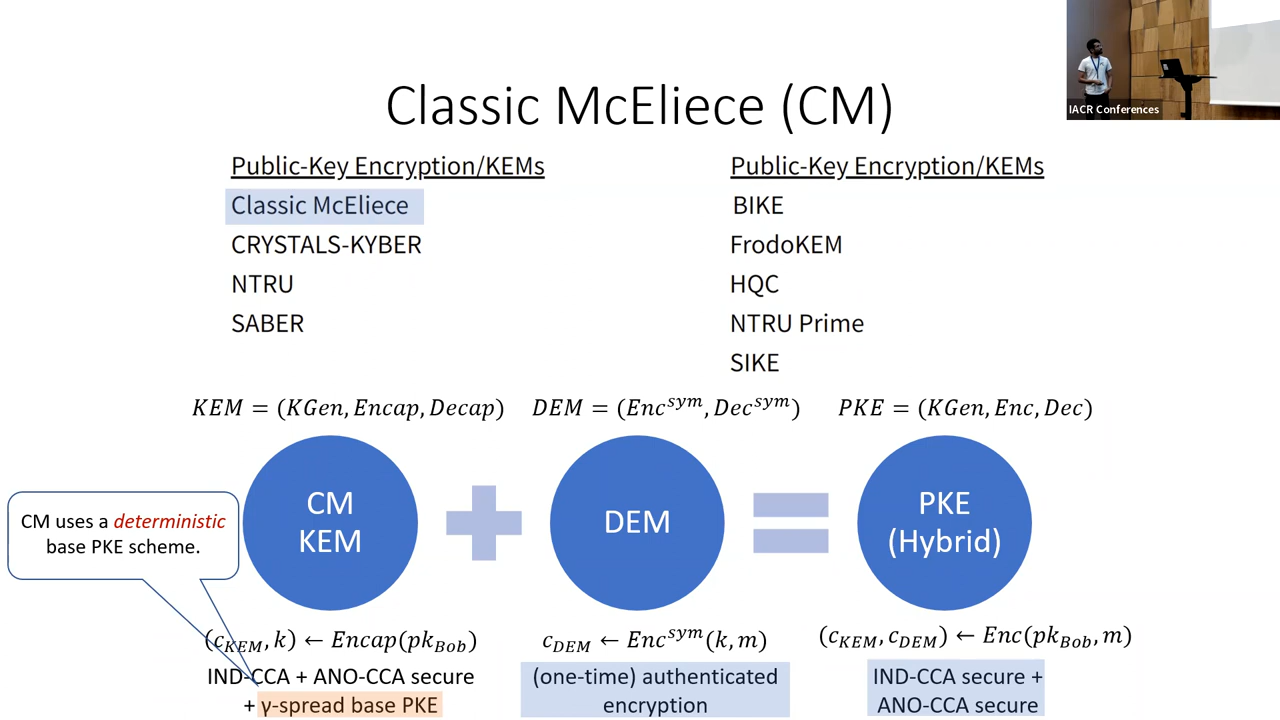 IACR Conferences
Classic McEliece (CM)
Public-Key Encryption/KEMs
Classic McEliece
CRYSTALS-KYBER
NTRU
SABER
Public-Key Encryption/KEMs
BIKE
FrodoKEM
HQC
NTRU Prime
SIKE
KEM = (KGen, Encap, Decap)
DEM = (Enc^sym, Dec^sym)
PKE = (KGen, Enc, Dec)
CM uses a deterministic
base PKE scheme.
CM
KEM
DEM
PKE
(Hybrid)
(c_KEM, k) ← Encap(pk_Bob)
IND-CCA + ANO-CCA secure
+ γ-spread base PKE
c_DEM ← Enc^sym(k, m)
(one-time) authenticated
encryption
(c_KEM, c_DEM) ← Enc(pk_Bob, m)
IND-CCA secure +
ANO-CCA secure